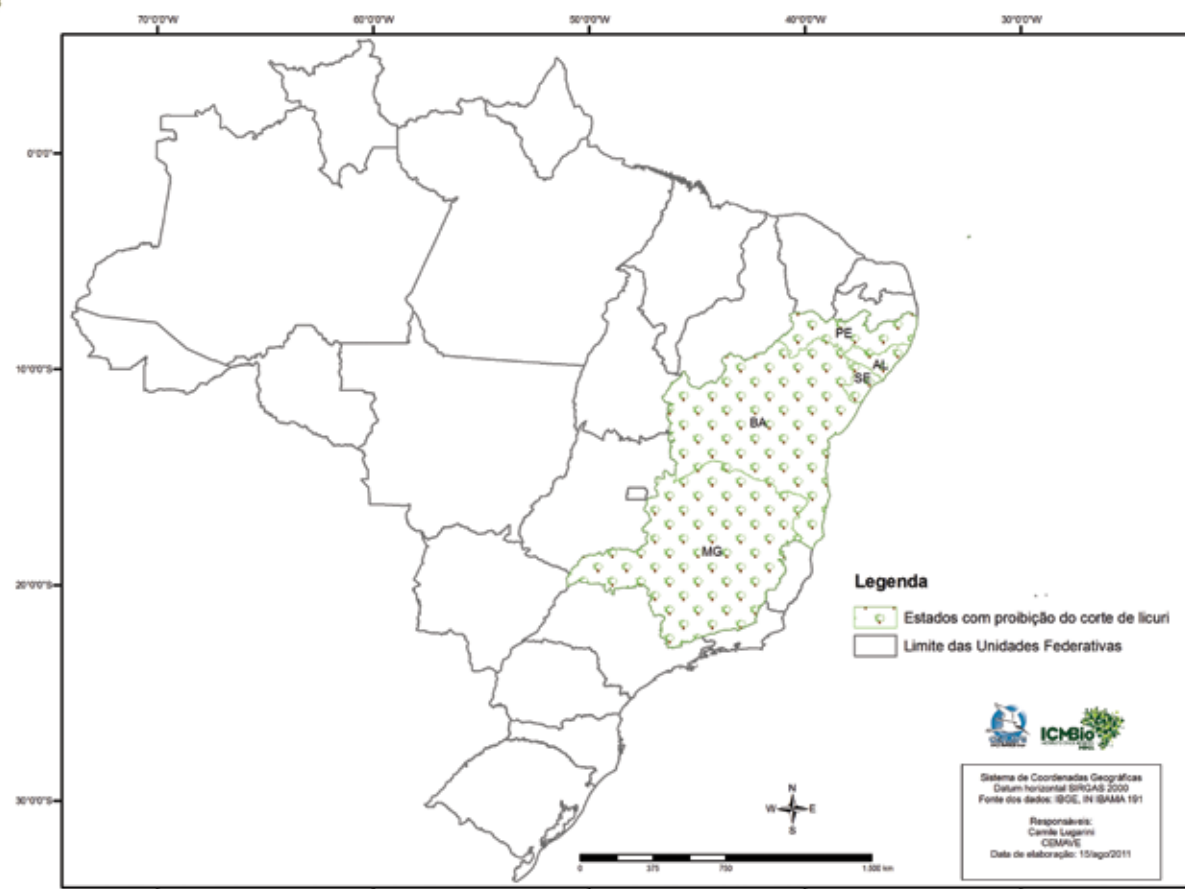 70°0'0"W 60°0'0"W 50°0'0"W 40°0'0"W 30°0'0"W
0°0'0"
10°0'0"S
20°0'0"S
30°0'0"S
PE
AL
SE
BA
MG
Legenda
Estados com proibição do corte de licuri
Limite das Unidades Federativas
ICMBio
MMA
Sistema de Coordenadas Geográficas
Datum horizontal SIRGAS 2000
Fonte dos dados: IBGE, IN IBAMA 191
Responsáveis:
Camile Lugarini
CEMAVE
Data de elaboração: 15/ago/2011
N
W E
S
0 375 750 1.500 km